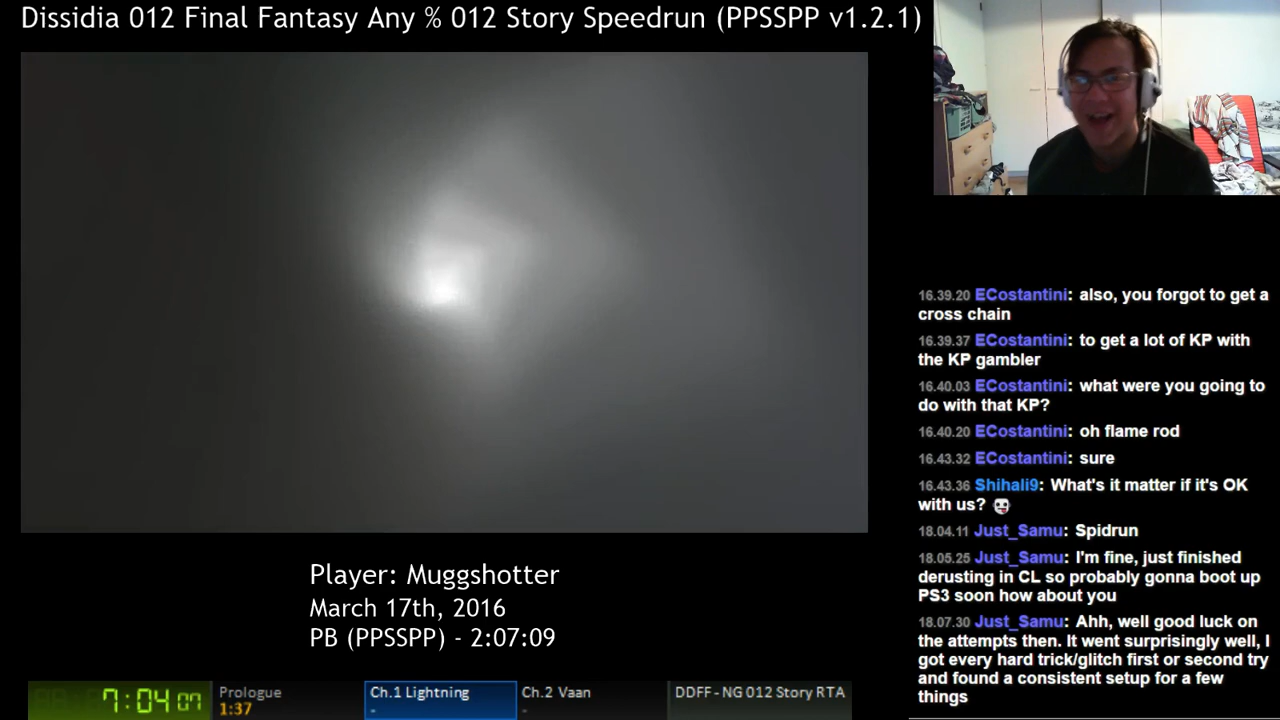 Dissidia 012 Final Fantasy Any % 012 Story Speedrun (PPSSPP v1.2.1)
16.39.20 ECostantini: also, you forgot to get a
cross chain
16.39.37 ECostantini: to get a lot of KP with
the KP gambler
16.40.03 ECostantini: what were you going to
do with that KP?
16.40.20 ECostantini: oh flame rod
16.43.32 ECostantini: sure
16.43.36 Shihali9: What's it matter if it's OK
with us?
18.04.11 Just_Samu: Spidrun
18.05.25 Just_Samu: I'm fine, just finished
derusting in CL so probably gonna boot up
PS3 soon how about you
18.07.30 Just_Samu: Ahh, well good luck on
the attempts then. It went surprisingly well, I
got every hard trick/glitch first or second try
and found a consistent setup for a few
things
Player: Muggshotter
March 17th, 2016
PB (PPSSPP) - 2:07:09
7:04 07
Prologue
1:37
Ch.1 Lightning
-
Ch.2 Vaan
-
DDFF - NG 012 Story RTA